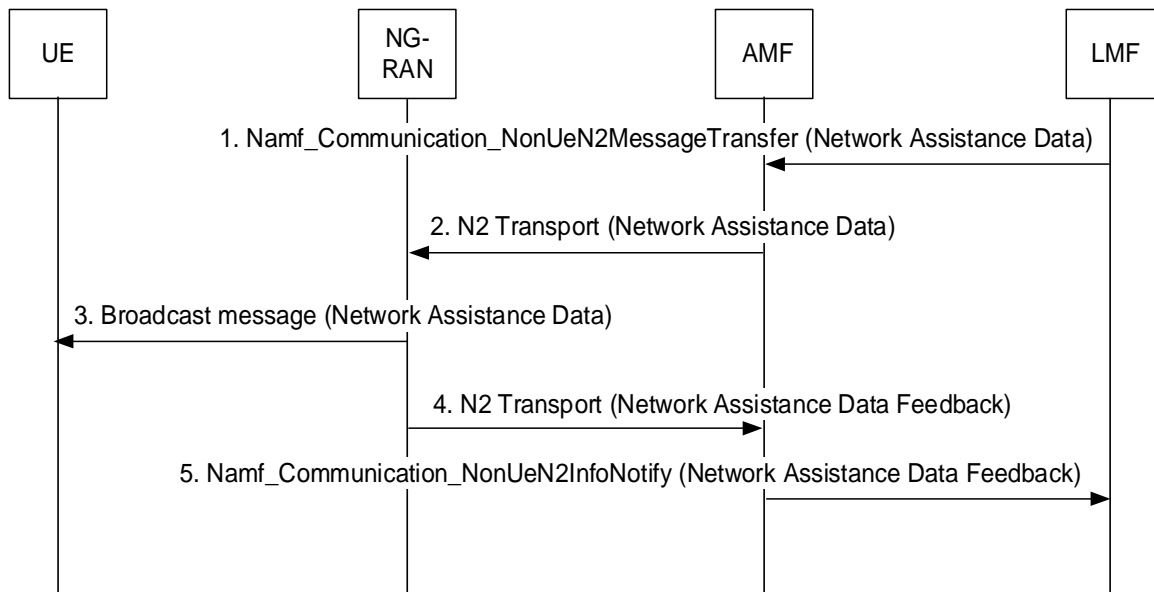 UE
NG-
RAN
AMF
LMF
1. Namf_Communication_NonUeN2MessageTransfer (Network Assistance Data)
2. N2 Transport (Network Assistance Data)
3. Broadcast message (Network Assistance Data)
4. N2 Transport (Network Assistance Data Feedback)
5. Namf_Communication_NonUeN2InfoNotify (Network Assistance Data Feedback)